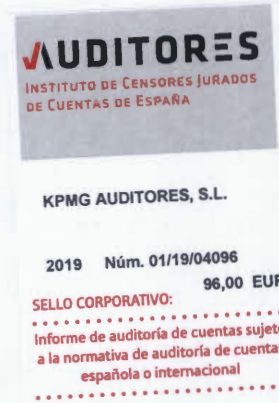 AUDITORES
INSTITUTO DE CENSORES JURADOS
DE CUENTAS DE ESPAÑA
KPMG AUDITORES, S.L.
2019 Núm. 01/19/04096
96,00 EUR
SELLO CORPORATIVO:
Informe de auditoría de cuentas sujeto
a la normativa de auditoría de cuentas
española o internacional